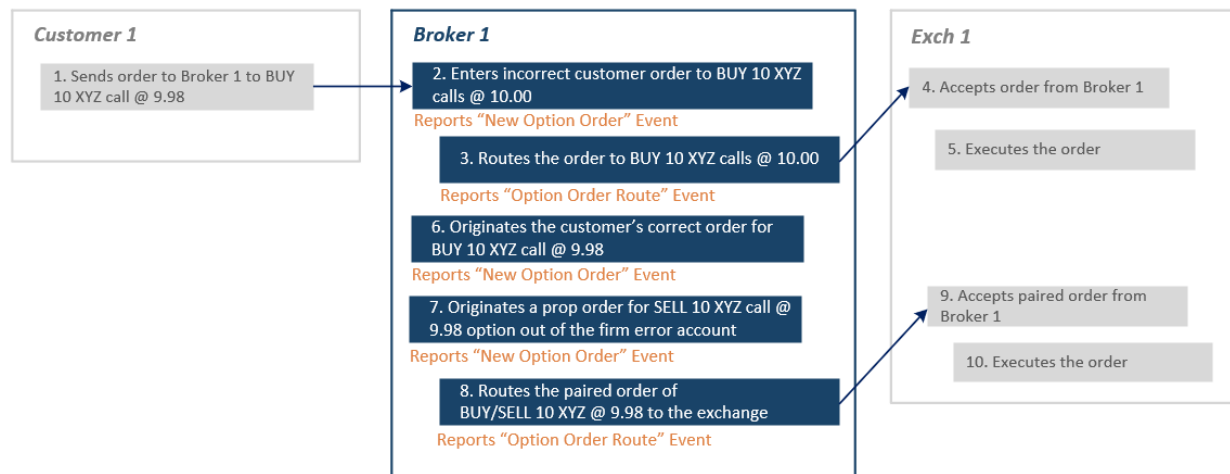 Customer 1
1. Sends order to Broker 1 to BUY
10 XYZ call @ 9.98
Broker 1
2. Enters incorrect customer order to BUY 10 XYZ
calls @ 10.00
Reports “New Option Order” Event
3. Routes the order to BUY 10 XYZ calls @ 10.00
Reports “Option Order Route” Event
6. Originates the customer’s correct order for
BUY 10 XYZ call @ 9.98
Reports “New Option Order” Event
7. Originates a prop order for SELL 10 XYZ call @
9.98 option out of the firm error account
Reports “New Option Order” Event
8. Routes the paired order of
BUY/SELL 10 XYZ @ 9.98 to the exchange
Reports “Option Order Route” Event
Exch 1
4. Accepts order from Broker 1
5. Executes the order
9. Accepts paired order from
Broker 1
10. Executes the order